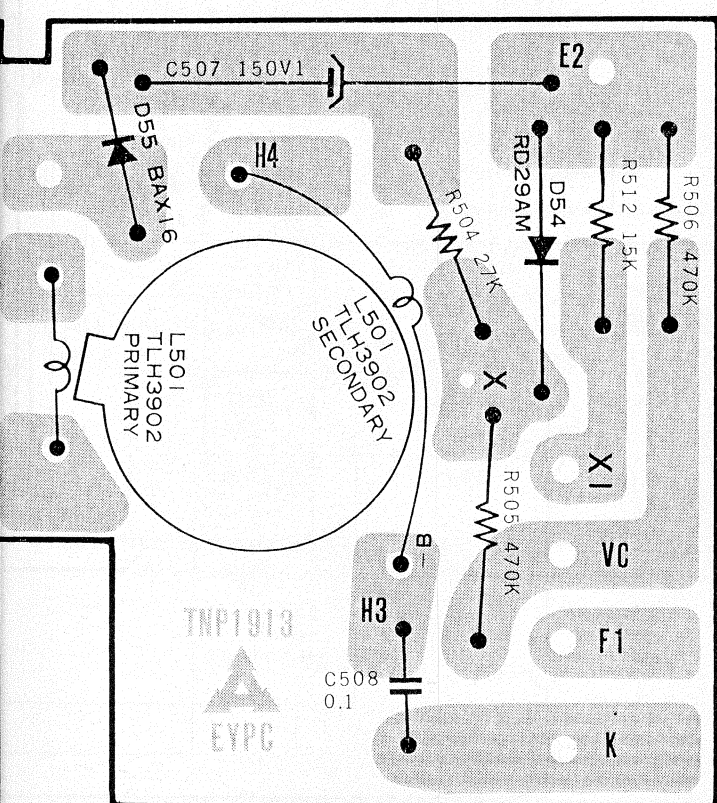 E2
C507 150V1
D55 BAX16
H4
R504 27K
RD29AM
D54
R512 15K
R506 470K
L501
TLH3902
PRIMARY
L501
TLH3902
SECONDARY
X
X1
R505 470K
B
VC
H3
F1
TNP1913
C508
0.1
EYPC
K